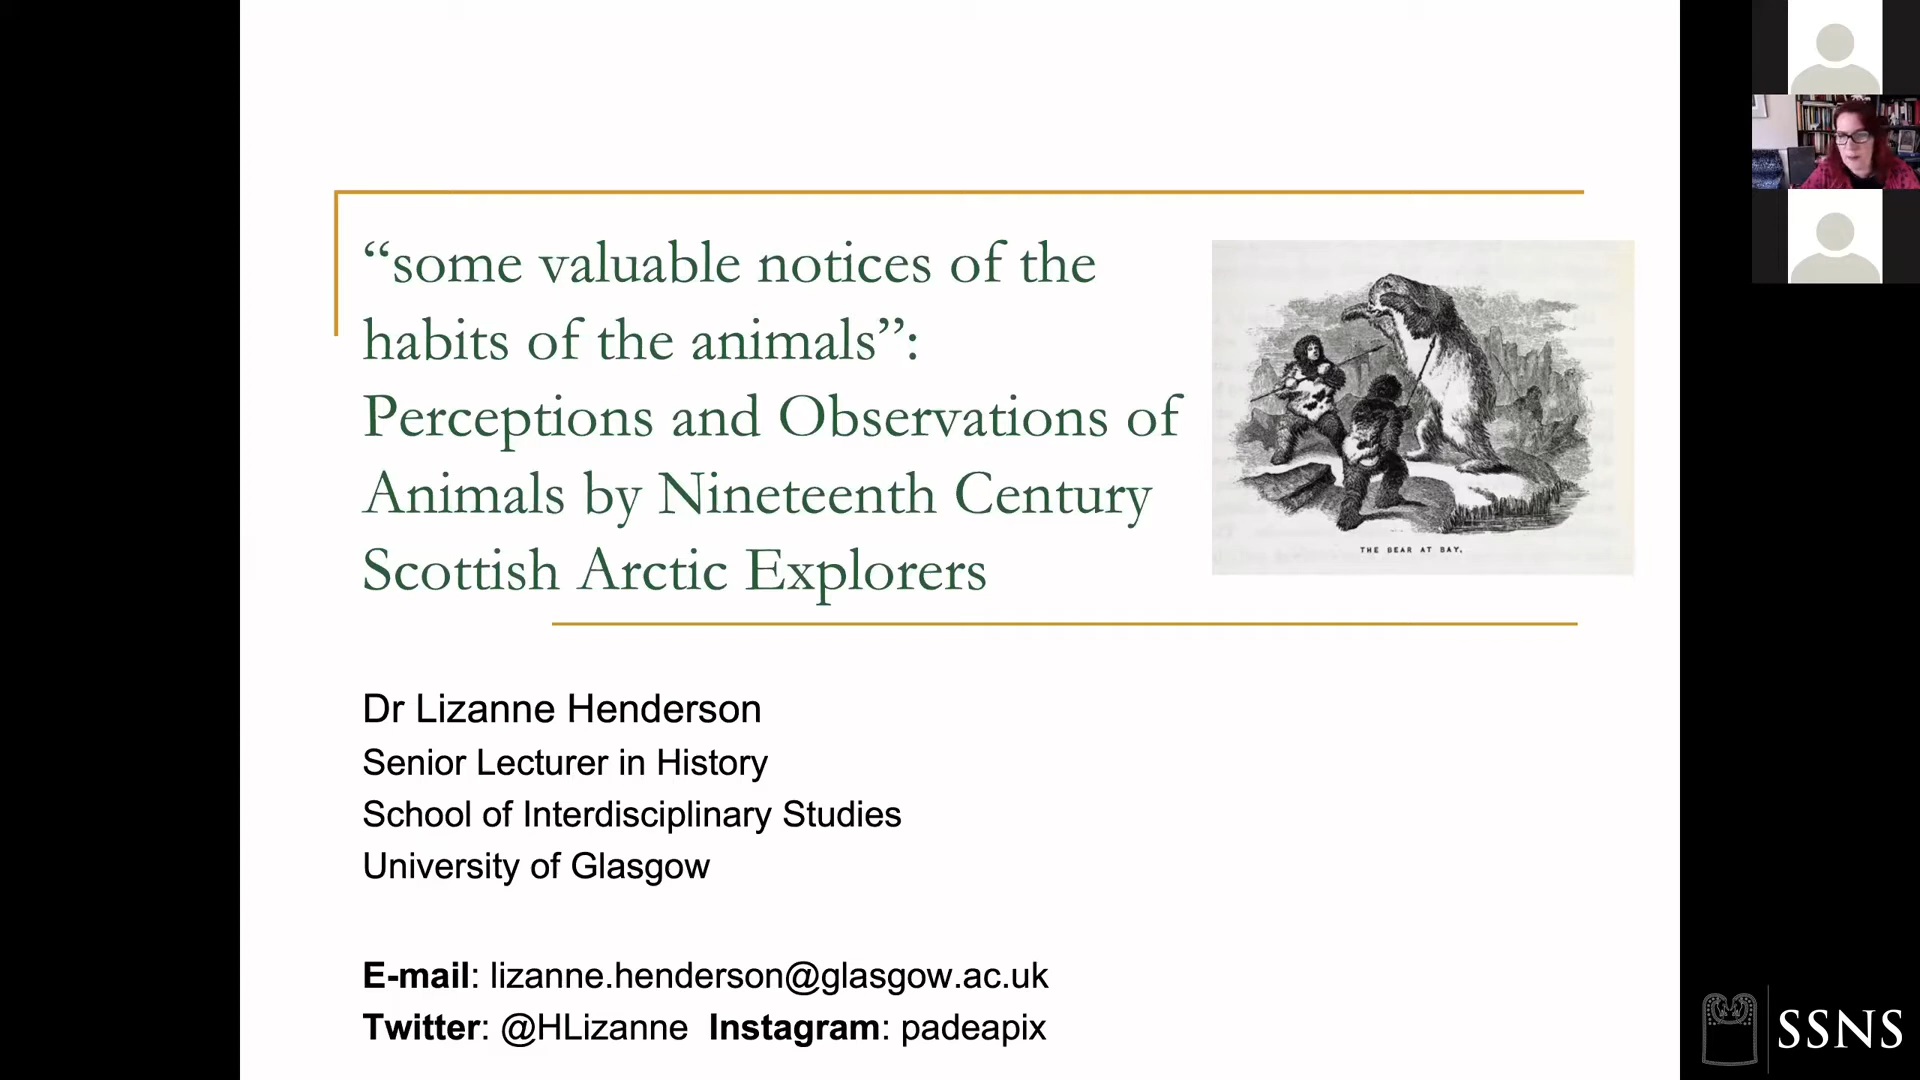 “some valuable notices of the
habits of the animals”:
Perceptions and Observations of
Animals by Nineteenth Century
Scottish Arctic Explorers
THE BEAR AT BAY.
Dr Lizanne Henderson
Senior Lecturer in History
School of Interdisciplinary Studies
University of Glasgow
E-mail: lizanne.henderson@glasgow.ac.uk
Twitter: @HLizanne Instagram: padeapix
SSNS